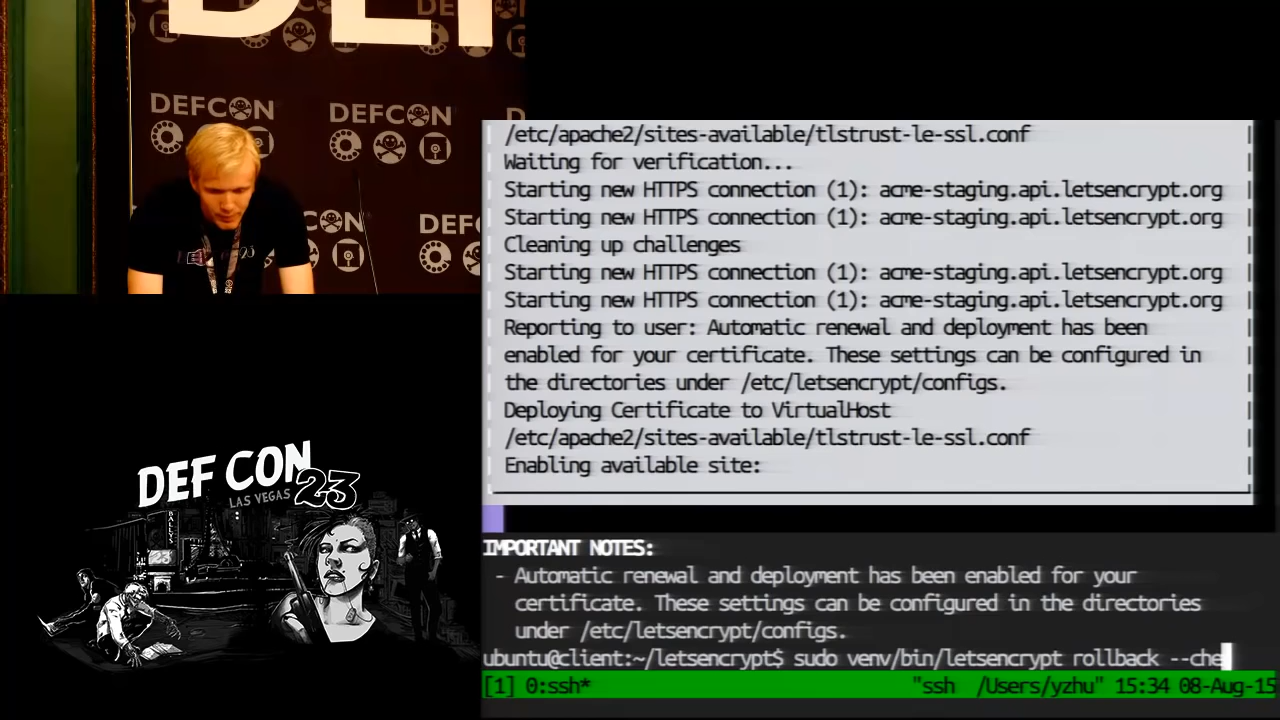 DEF
DEFCON
DEFCON
DEFC
/etc/apache2/sites-available/tlstrust-le-ssl.conf
Waiting for verification...
Starting new HTTPS connection (1): acme-staging.api.letsencrypt.org
Starting new HTTPS connection (1): acme-staging.api.letsencrypt.org
Cleaning up challenges
Starting new HTTPS connection (1): acme-staging.api.letsencrypt.org
Starting new HTTPS connection (1): acme-staging.api.letsencrypt.org
Reporting to user: Automatic renewal and deployment has been
enabled for your certificate. These settings can be configured in
the directories under /etc/letsencrypt/configs.
Deploying Certificate to VirtualHost
/etc/apache2/sites-available/tlstrust-le-ssl.conf
Enabling available site:
IMPORTANT NOTES:
- Automatic renewal and deployment has been enabled for your
certificate. These settings can be configured in the directories
under /etc/letsencrypt/configs.
ubuntu@client:~/letsencrypt$ sudo venv/bin/letsencrypt rollback --che
[1] 0:ssh* "ssh /Users/yzhu" 15:34 08-Aug-15
DEF CON
LAS VEGAS 23
BALLYS
23